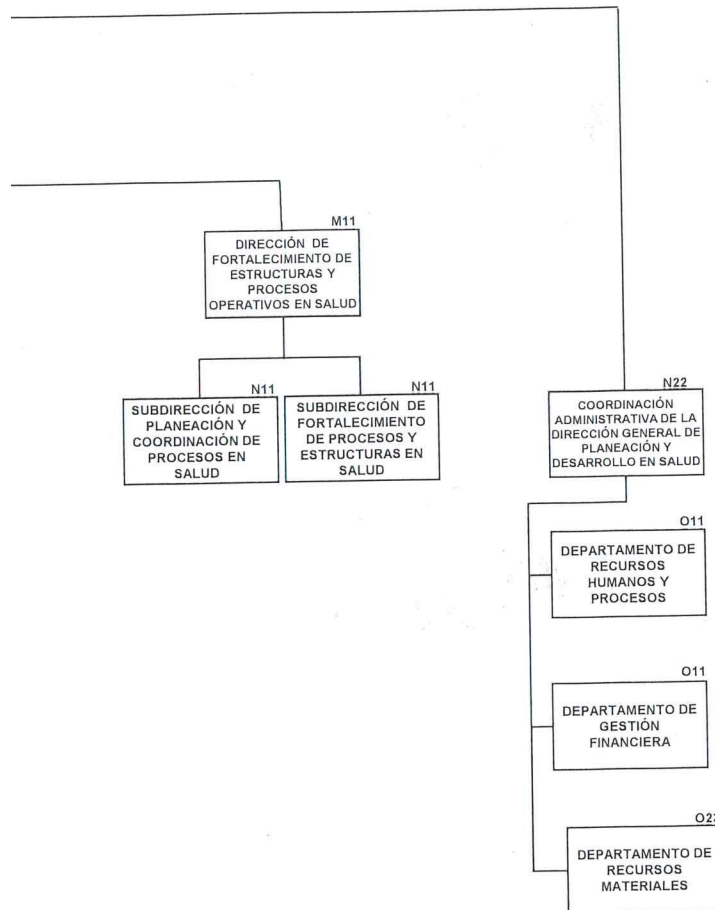 M11
DIRECCIÓN DE
FORTALECIMIENTO DE
ESTRUCTURAS Y
PROCESOS
OPERATIVOS EN SALUD
N11
SUBDIRECCIÓN DE
PLANEACIÓN Y
COORDINACIÓN DE
PROCESOS EN
SALUD
N11
SUBDIRECCIÓN DE
FORTALECIMIENTO
DE PROCESOS Y
ESTRUCTURAS EN
SALUD
N22
COORDINACIÓN
ADMINISTRATIVA DE LA
DIRECCIÓN GENERAL DE
PLANEACIÓN Y
DESARROLLO EN SALUD
O11
DEPARTAMENTO DE
RECURSOS
HUMANOS Y
PROCESOS
O11
DEPARTAMENTO DE
GESTIÓN
FINANCIERA
DEPARTAMENTO DE
RECURSOS
MATERIALES